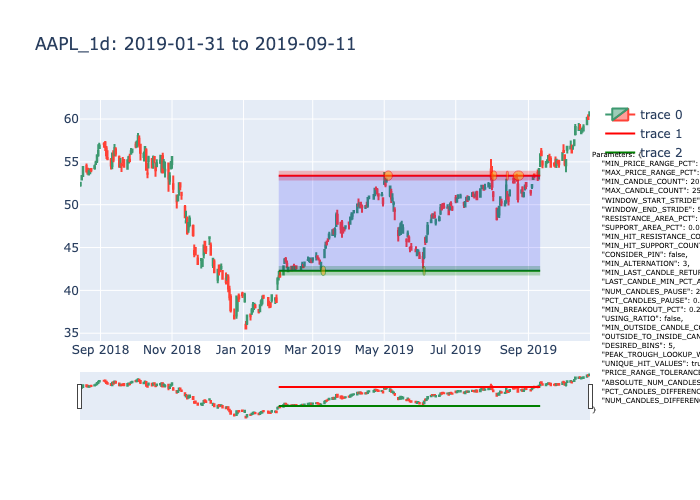 AAPL_1d: 2019-01-31 to 2019-09-11
trace 0
trace 1
trace 2
Parameters: {
"MIN_PRICE_RANGE_PCT":
"MAX_PRICE_RANGE_PCT":
"MIN_CANDLE_COUNT": 20
"MAX_CANDLE_COUNT": 25
"WINDOW_START_STRIDE"
"WINDOW_END_STRIDE": 5
"RESISTANCE_AREA_PCT":
"SUPPORT_AREA_PCT": 0.0
"MIN_HIT_RESISTANCE_CO
"MIN_HIT_SUPPORT_COUNT
"CONSIDER_PIN": false,
"MIN_ALTERNATION": 3,
"MIN_LAST_CANDLE_RETUR
"LAST_CANDLE_MIN_PCT_A
"NUM_CANDLES_PAUSE": 2
"PCT_CANDLES_PAUSE": 0.
"MIN_BREAKOUT_PCT": 0.2
"USING_RATIO": false,
"MIN_OUTSIDE_CANDLE_CO
"OUTSIDE_TO_INSIDE_CAN
"DESIRED_BINS": 5,
"PEAK_TROUGH_LOOKUP_W
"UNIQUE_HIT_VALUES": tru
"PRICE_RANGE_TOLERANC
"ABSOLUTE_NUM_CANDLES
"PCT_CANDLES_DIFFERENC
"NUM_CANDLES_DIFFERENC
}
60
55
50
45
40
35
Sep 2018
Nov 2018
Jan 2019
Mar 2019
May 2019
Jul 2019
Sep 2019